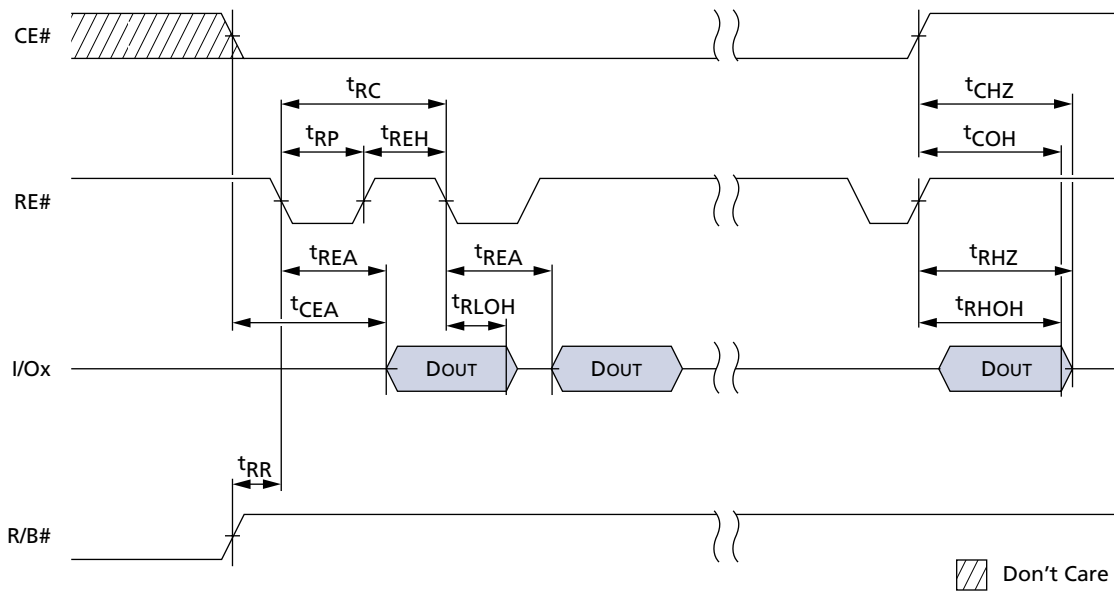 CE#
tRC
tCHZ
tRP
tREH
tCOH
RE#
tREA
tREA
tRHZ
tCEA
tRLOH
tRHOH
I/Ox
DOUT
DOUT
DOUT
tRR
R/B#
Don't Care